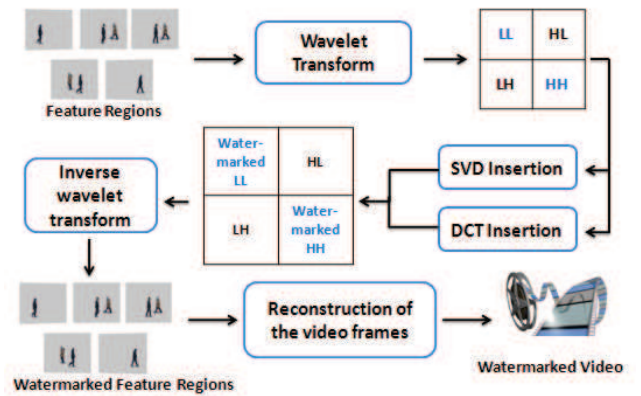 Feature Regions
Wavelet
Transform
LL HL
LH HH
SVD Insertion
DCT Insertion
Water-
marked
LL
HL
LH
Water-
marked
HH
Inverse
wavelet
transform
Watermarked Feature Regions
Reconstruction of
the video frames
Watermarked Video